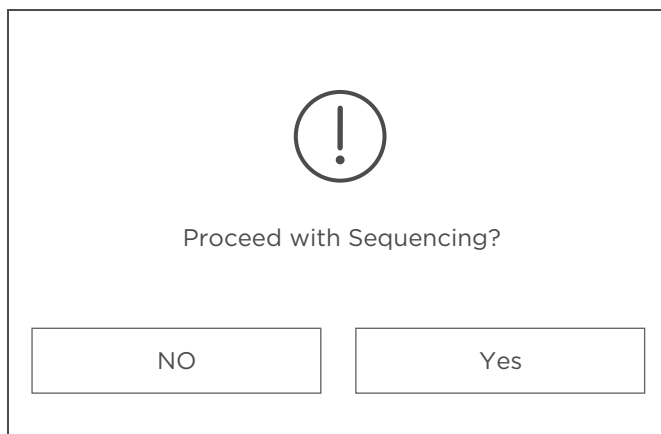 Proceed with Sequencing?
NO
Yes